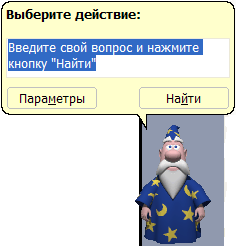 Выберите действие:
Введите свой вопрос и нажмите
кнопку "Найти"
Параметры
Найти